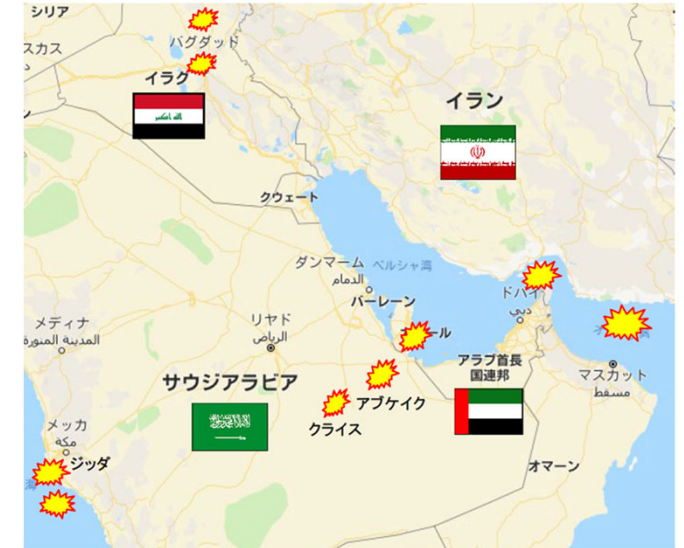 シリア
バグダッド
スカス
イラク
イラン
クウェート
ダンマーム
الدمام
ペルシャ湾
バーレーン
ドバイ
دبي
メディナ
المدينة المنورة
リヤド
الرياض
ール
アラブ首長
国連邦
マスカット
مسقط
サウジアラビア
アブケイク
クライス
メッカ
مكة
ジッダ
オマーン
海